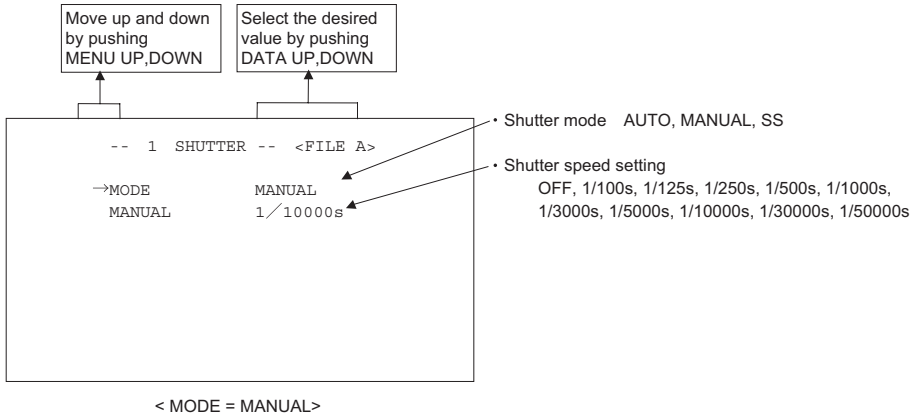 Move up and down
by pushing
MENU UP,DOWN
Select the desired
value by pushing
DATA UP,DOWN
-- 1 SHUTTER -- <FILE A>
→MODE MANUAL
MANUAL 1/10000s
・Shutter mode AUTO, MANUAL, SS
・Shutter speed setting
OFF, 1/100s, 1/125s, 1/250s, 1/500s, 1/1000s,
1/3000s, 1/5000s, 1/10000s, 1/30000s, 1/50000s
< MODE = MANUAL>